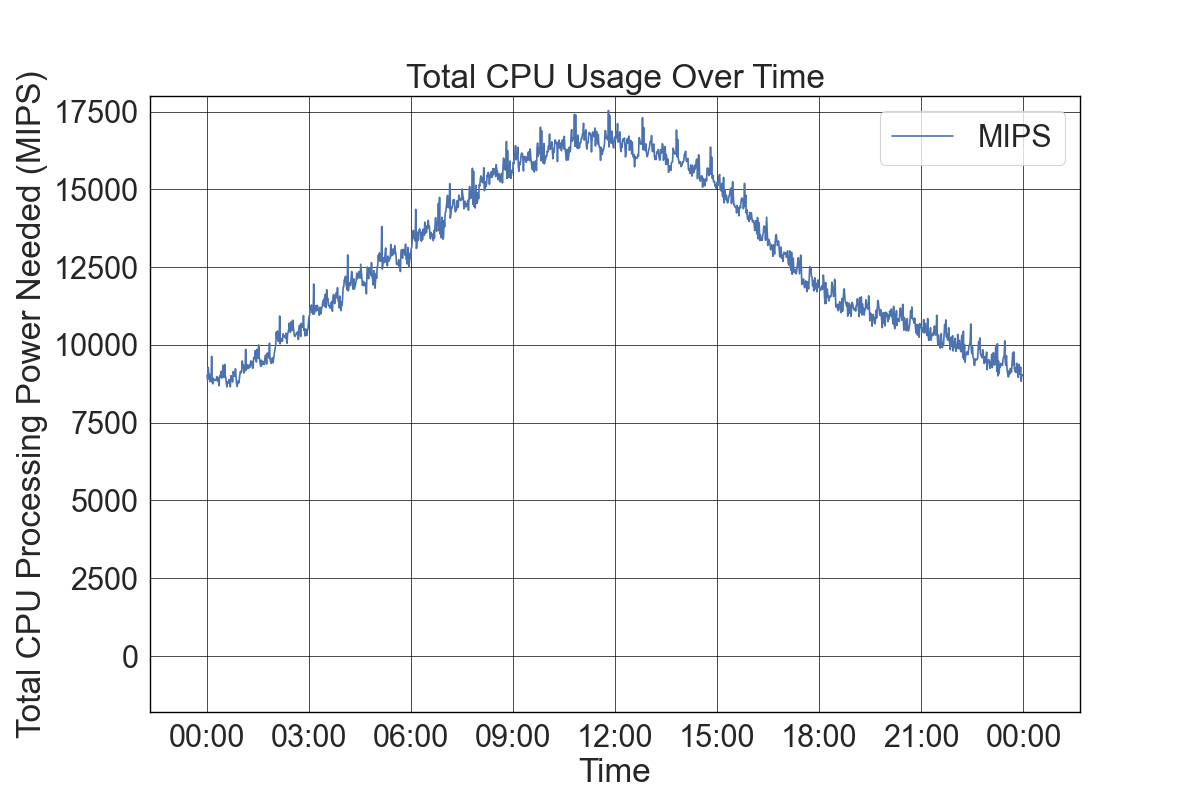 Total CPU Usage Over Time
Total CPU Processing Power Needed (MIPS)
17500
15000
12500
10000
7500
5000
2500
0
MIPS
00:00 03:00 06:00 09:00 12:00 15:00 18:00 21:00 00:00
Time